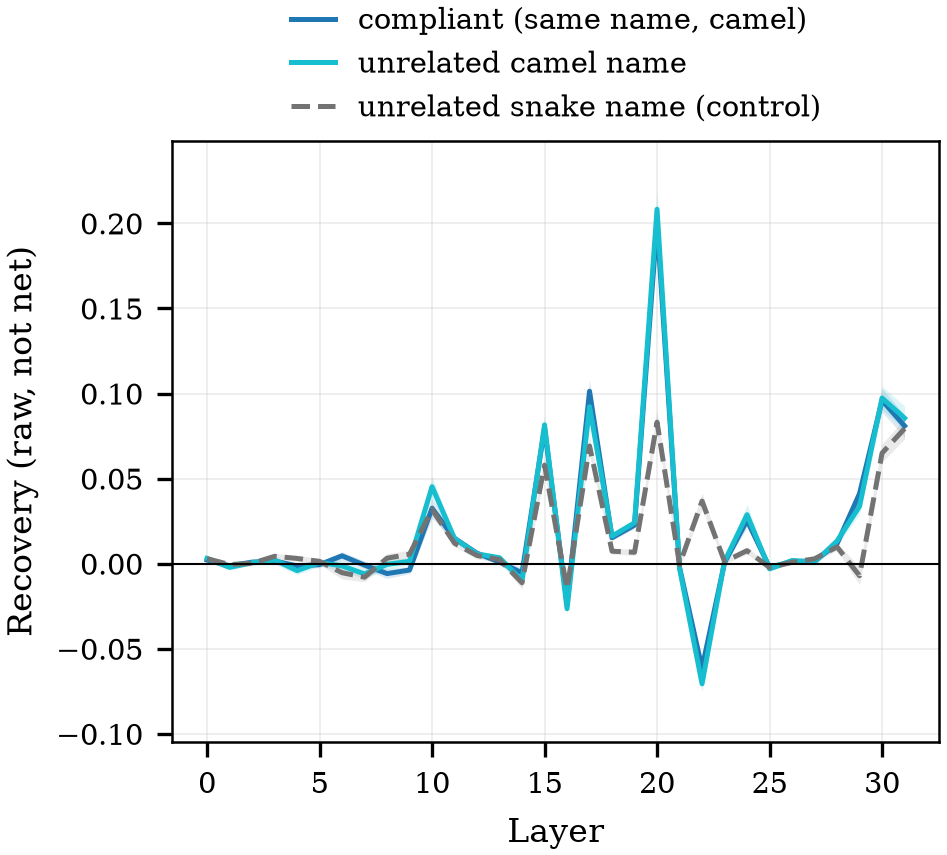 compliant (same name, camel)
unrelated camel name
unrelated snake name (control)
Recovery (raw, not net)
0.20
0.15
0.10
0.05
0.00
−0.05
−0.10
0 5 10 15 20 25 30
Layer